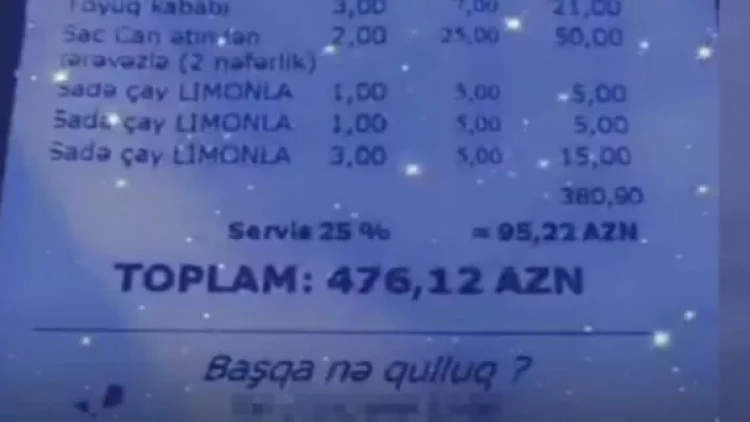 Toyuq kababı 3,00 7,00 21,00
Sac Can ətindən 2,00 25,00 50,00
tərəvəzlə (2 nəfərlik)
Sadə çay LİMONLA 1,00 5,00 5,00
Sadə çay LİMONLA 1,00 5,00 5,00
Sadə çay LİMONLA 3,00 5,00 15,00
380,90
Servis 25 % = 95,22 AZN
TOPLAM: 476,12 AZN
Başqa nə qulluq ?